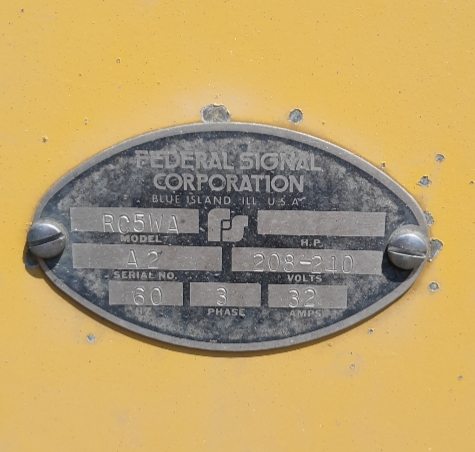 FEDERAL SIGNAL
CORPORATION
BLUE ISLAND ILL. U.S.A.
RC5WA FS
MODEL H.P.
A2 208-240
SERIAL NO. VOLTS
60 3 32
HZ PHASE AMPS